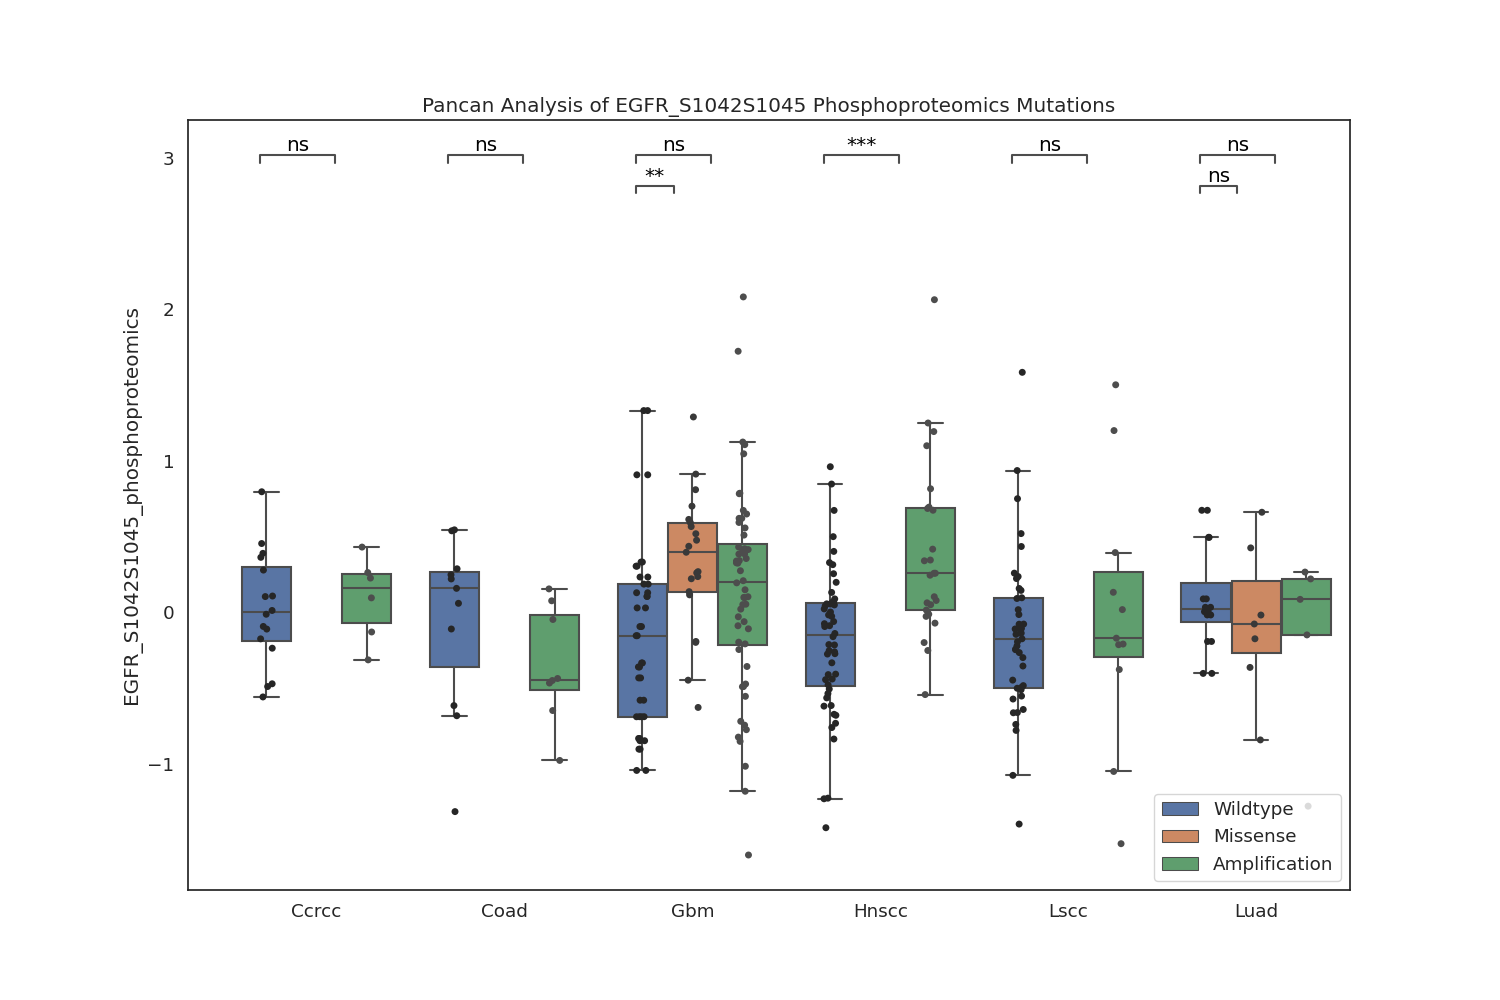 Pancan Analysis of EGFR_S1042S1045 Phosphoproteomics Mutations
ns ns ns *** ns ns
** ns
3
2
1
0
−1
EGFR_S1042S1045_phosphoproteomics
Ccrcc Coad Gbm Hnscc Lscc Luad
Wildtype
Missense
Amplification